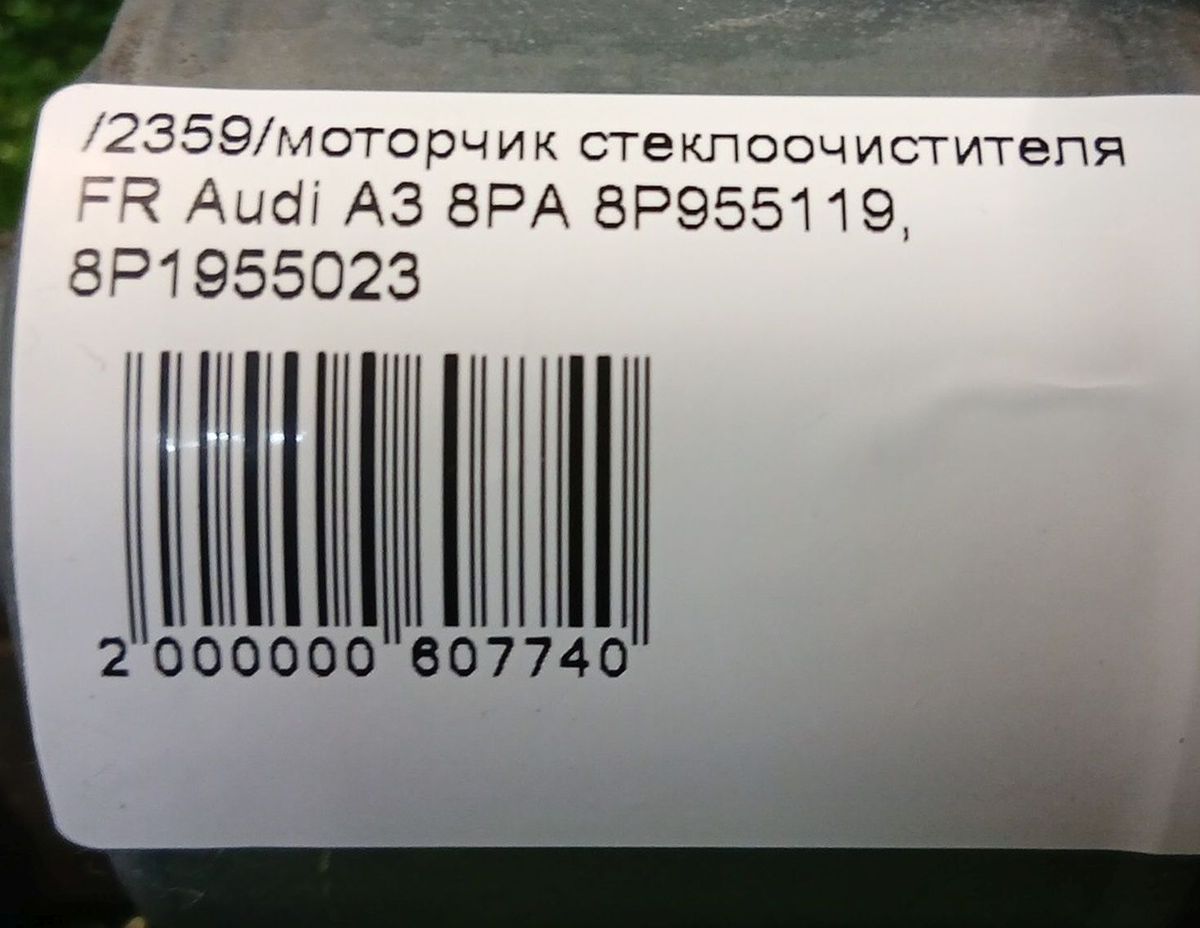 /2359/моторчик стеклоочистителя
FR Audi A3 8PA 8P955119,
8P1955023
2 000000 607740